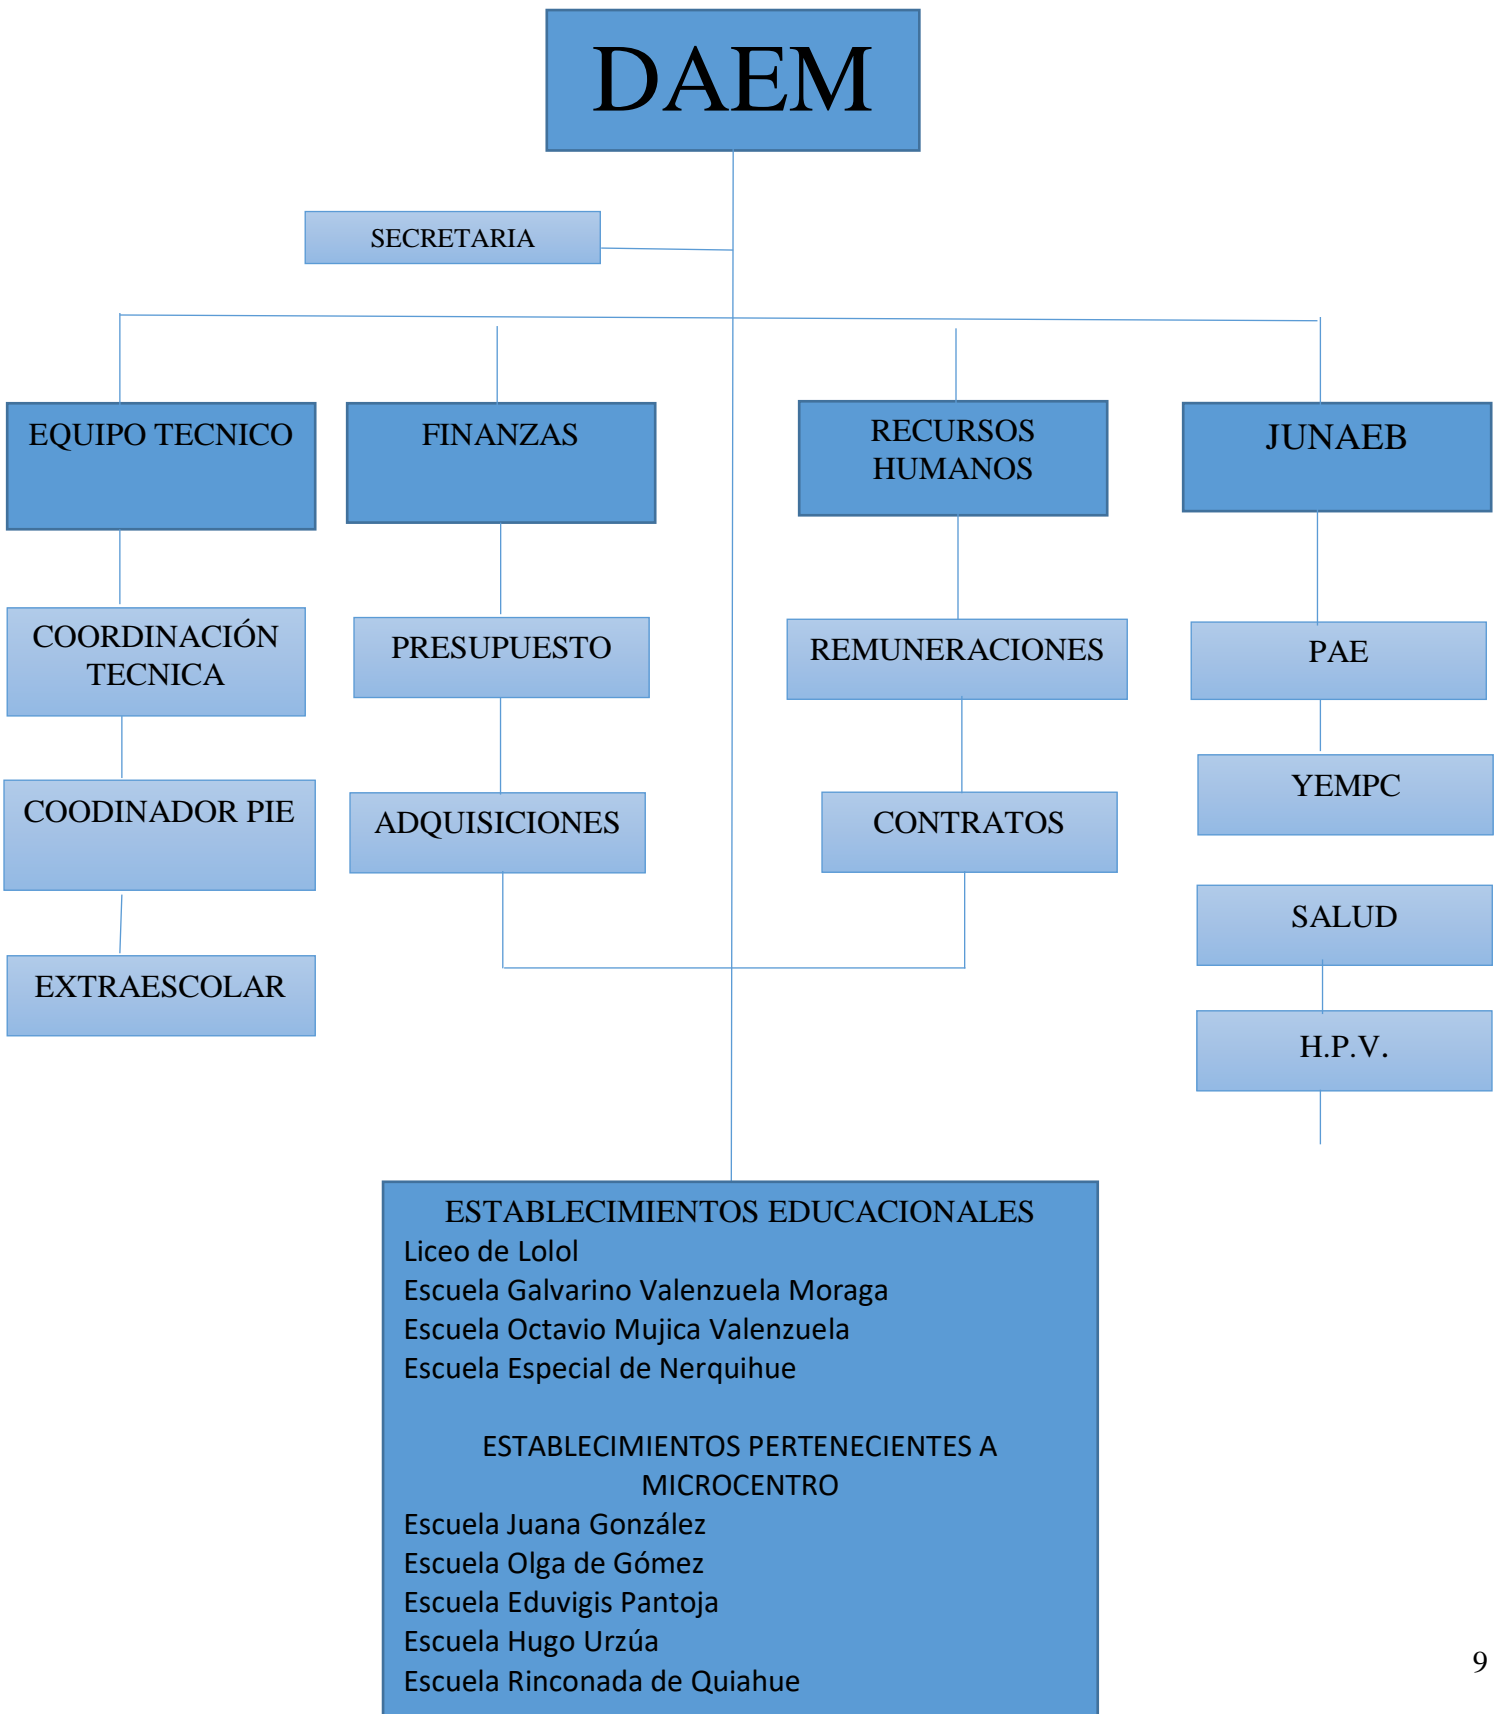 DAEM
SECRETARIA
EQUIPO TECNICO
FINANZAS
RECURSOS
HUMANOS
JUNAEB
COORDINACIÓN
TECNICA
PRESUPUESTO
REMUNERACIONES
PAE
COODINADOR PIE
ADQUISICIONES
CONTRATOS
YEMPC
EXTRAESCOLAR
SALUD
H.P.V.
ESTABLECIMIENTOS EDUCACIONALES
Liceo de Lolol
Escuela Galvarino Valenzuela Moraga
Escuela Octavio Mujica Valenzuela
Escuela Especial de Nerquihue
ESTABLECIMIENTOS PERTENECIENTES A
MICROCENTRO
Escuela Juana González
Escuela Olga de Gómez
Escuela Eduvigis Pantoja
Escuela Hugo Urzúa
Escuela Rinconada de Quiahue
9